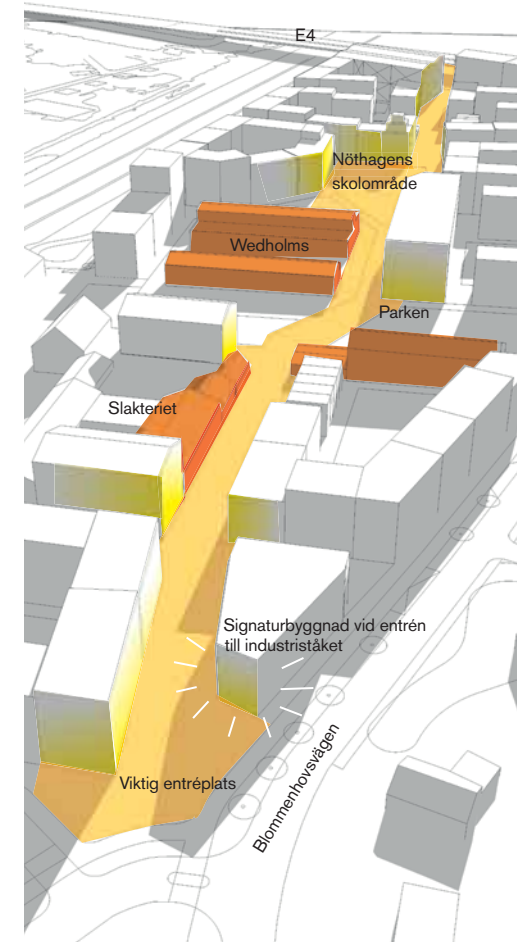 E4
Nöthagens
skolområde
Wedholms
Parken
Slakteriet
Signaturbyggnad vid entrén
till industriståket
Viktig entréplats
Blommenhovsvägen